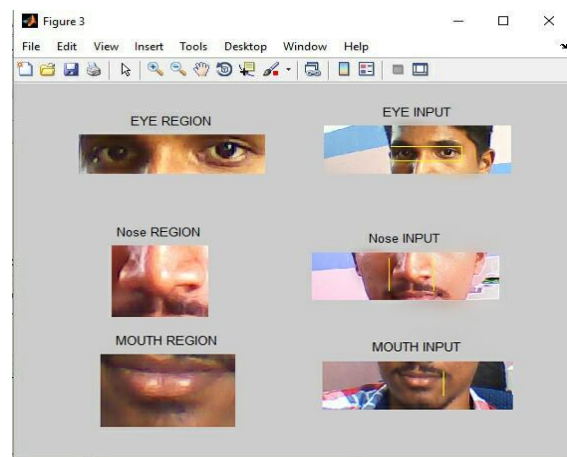 Figure 3
File Edit View Insert Tools Desktop Window Help
EYE REGION
EYE INPUT
Nose REGION
Nose INPUT
MOUTH REGION
MOUTH INPUT